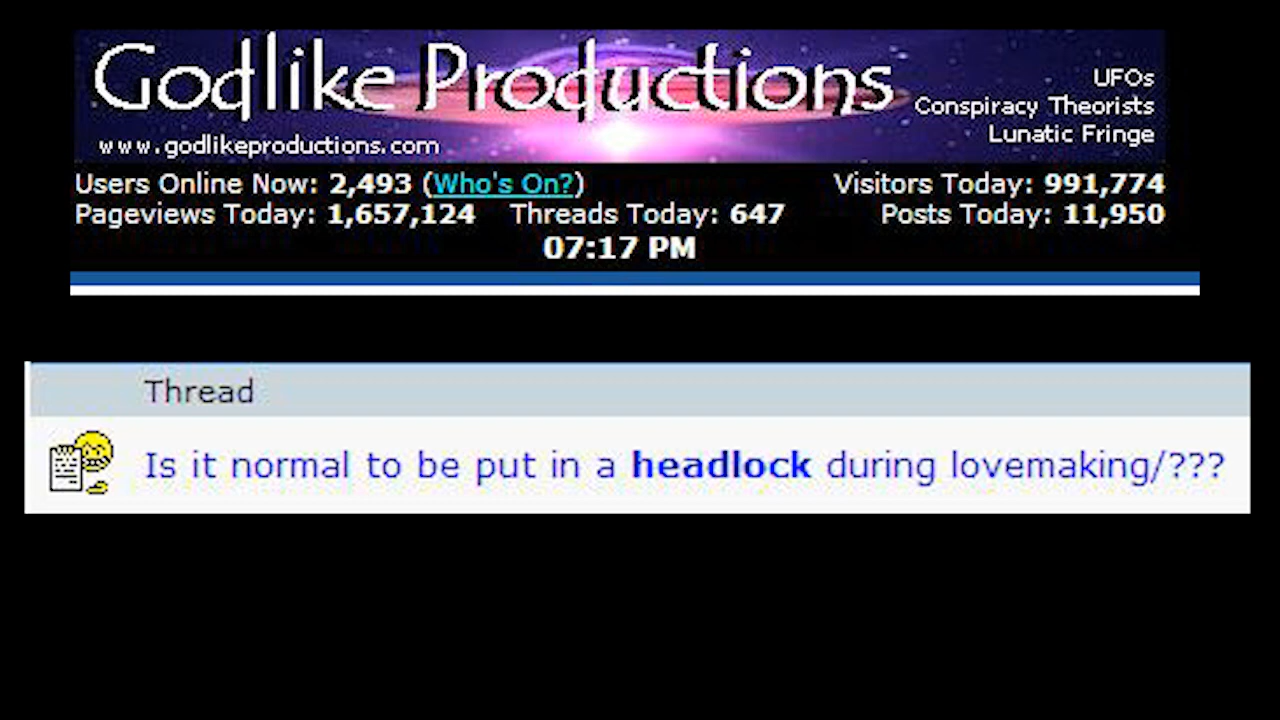 Godlike Productions
UFOs
Conspiracy Theorists
Lunatic Fringe
www.godlikeproductions.com
Users Online Now: 2,493 (Who's On?)
Visitors Today: 991,774
Pageviews Today: 1,657,124
Threads Today: 647
Posts Today: 11,950
07:17 PM
Thread
Is it normal to be put in a headlock during lovemaking/???